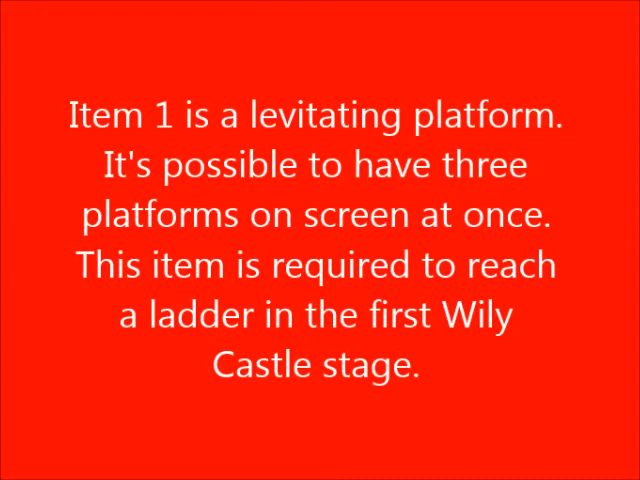 Item 1 is a levitating platform.
It's possible to have three
platforms on screen at once.
This item is required to reach
a ladder in the first Wily
Castle stage.